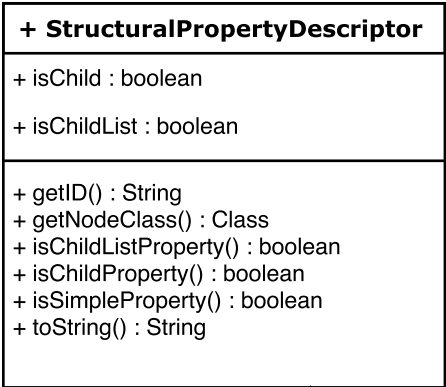 + StructuralPropertyDescriptor
+ isChild : boolean
+ isChildList : boolean
+ getID() : String
+ getNodeClass() : Class
+ isChildListProperty() : boolean
+ isChildProperty() : boolean
+ isSimpleProperty() : boolean
+ toString() : String